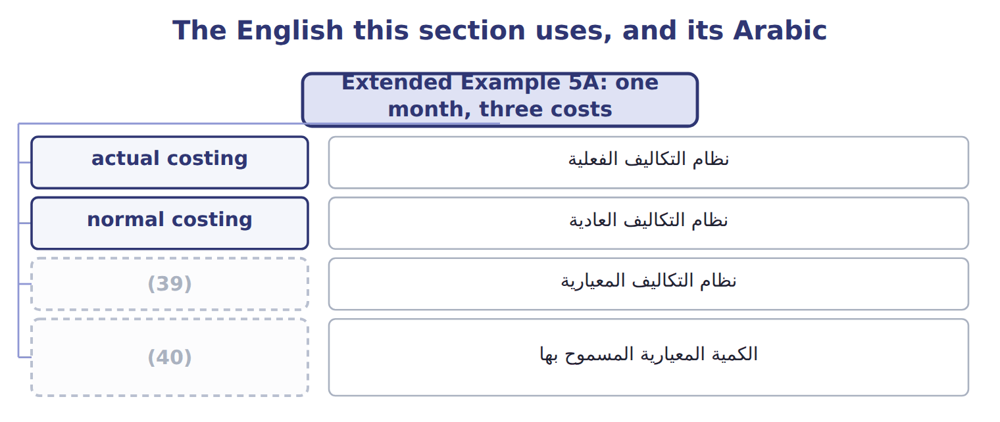 The English this section uses, and its Arabic
Extended Example 5A: one
month, three costs
actual costing
نظام التكاليف الفعلية
normal costing
نظام التكاليف العادية
(39)
نظام التكاليف المعيارية
(40)
الكمية المعيارية المسموح بها